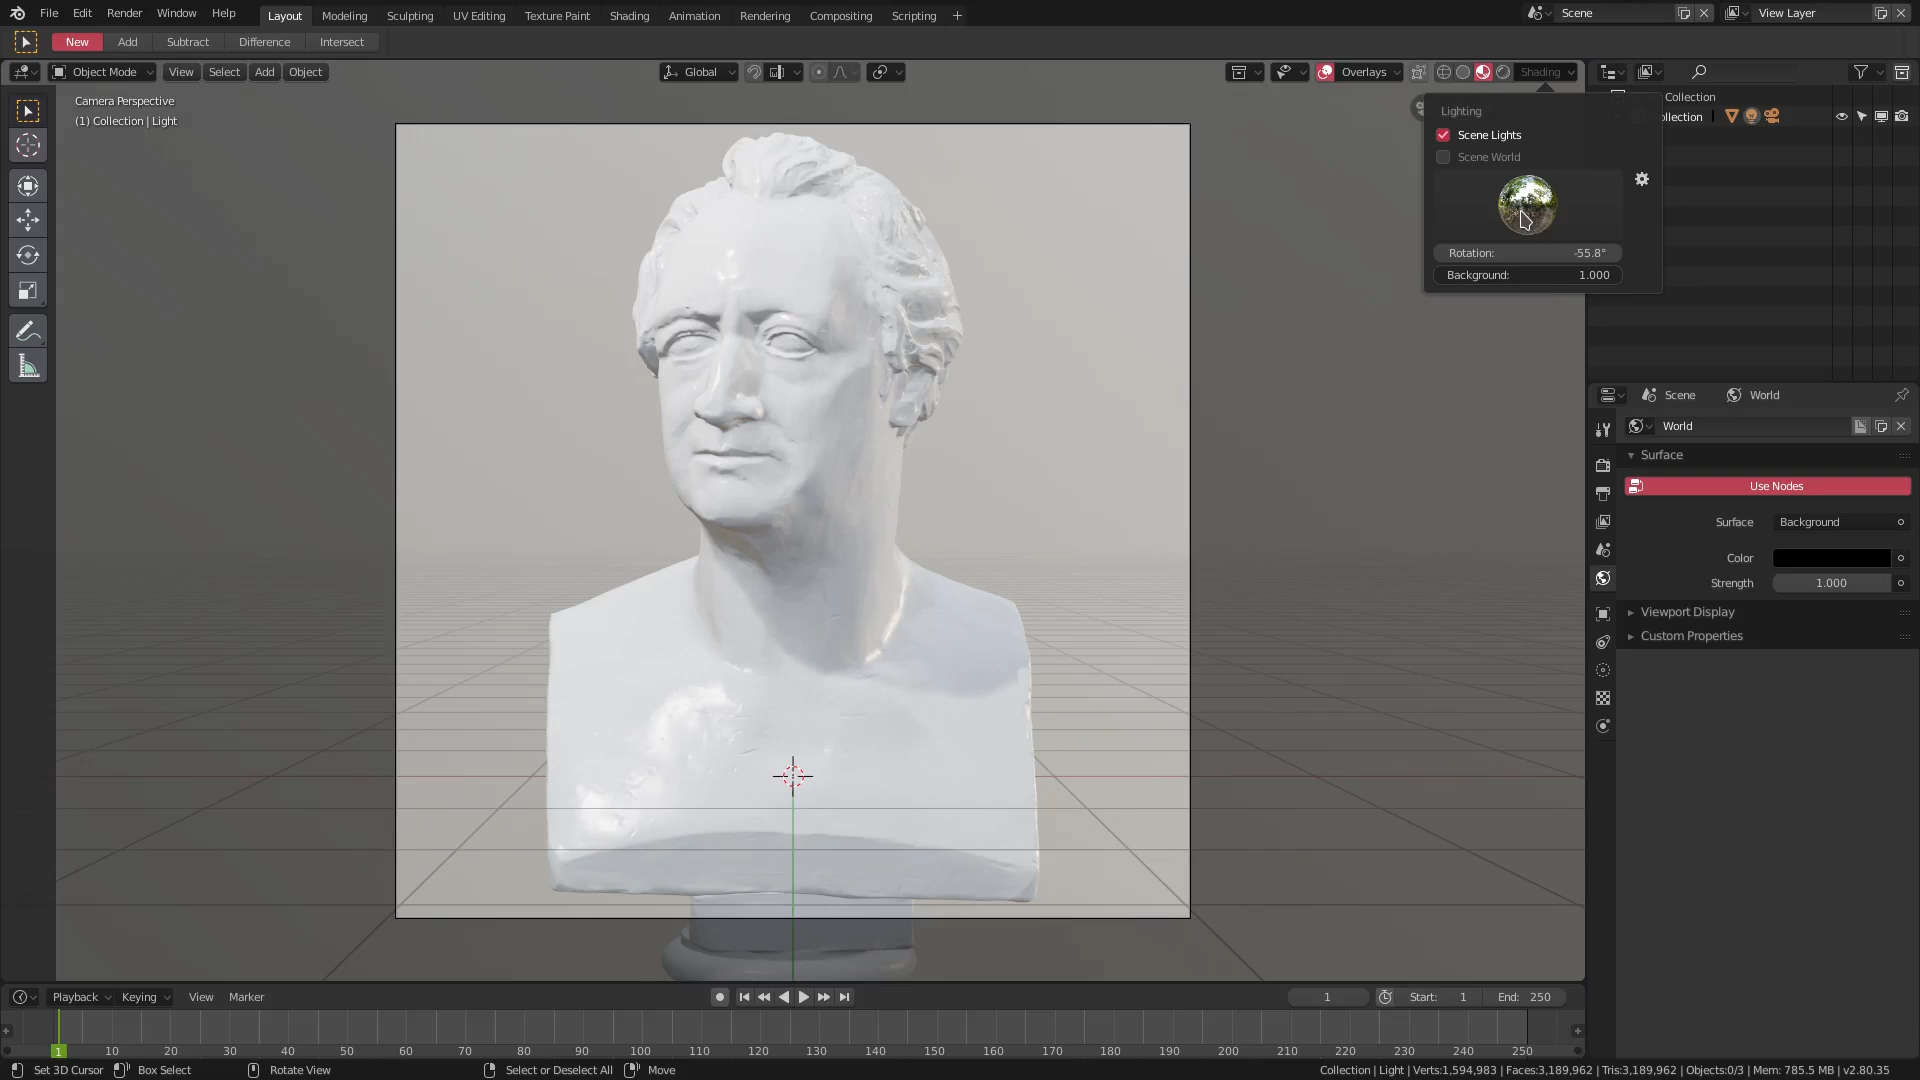 File Edit Render Window Help Layout Modeling Sculpting UV Editing Texture Paint Shading Animation Rendering Compositing Scripting + Scene View Layer
New Add Subtract Difference Intersect
Object Mode View Select Add Object Global Overlays Shading
Camera Perspective
(1) Collection | Light
Lighting
Scene Lights
Scene World
Rotation: -55.8°
Background: 1.000
Collection
ollection
Scene World
World
Surface
Use Nodes
Surface Background
Color
Strength 1.000
Viewport Display
Custom Properties
Playback Keying View Marker 1 Start: 1 End: 250
1 10 20 30 40 50 60 70 80 90 100 110 120 130 140 150 160 170 180 190 200 210 220 230 240 250
Set 3D Cursor Box Select Rotate View Select or Deselect All Move Collection | Light | Verts:1,594,983 | Faces:3,189,962 | Tris:3,189,962 | Objects:0/3 | Mem: 785.5 MB | v2.80.35